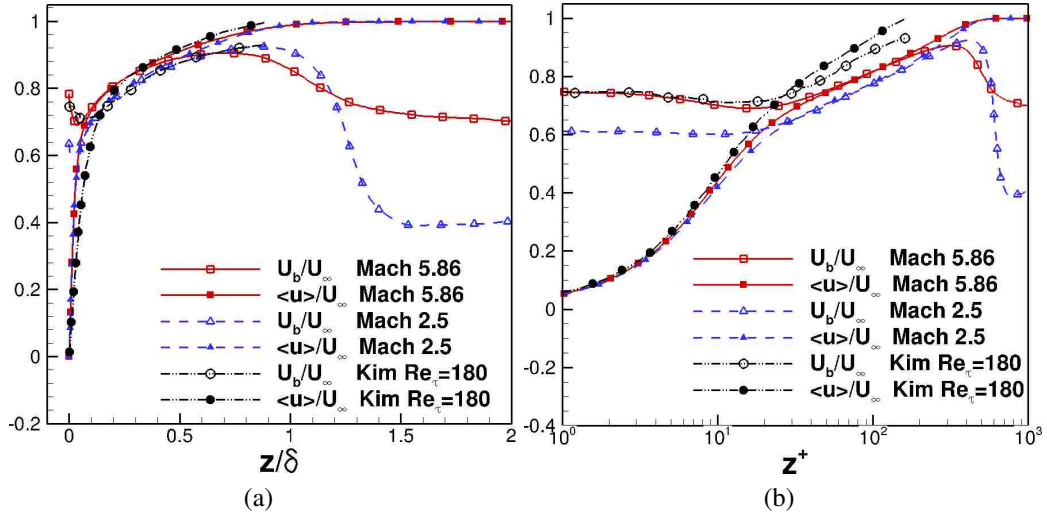 1
0.8
0.6
0.4
0.2
0
-0.2
0
0.5
1
1.5
2
z/δ
U_b/U_∞ Mach 5.86
<u>/U_∞ Mach 5.86
U_b/U_∞ Mach 2.5
<u>/U_∞ Mach 2.5
U_b/U_∞ Kim Re_τ=180
<u>/U_∞ Kim Re_τ=180
(a)
1
0.8
0.6
0.4
0.2
0
-0.2
-0.4
10^0
10^1
10^2
10^3
z^+
U_b/U_∞ Mach 5.86
<u>/U_∞ Mach 5.86
U_b/U_∞ Mach 2.5
<u>/U_∞ Mach 2.5
U_b/U_∞ Kim Re_τ=180
<u>/U_∞ Kim Re_τ=180
(b)